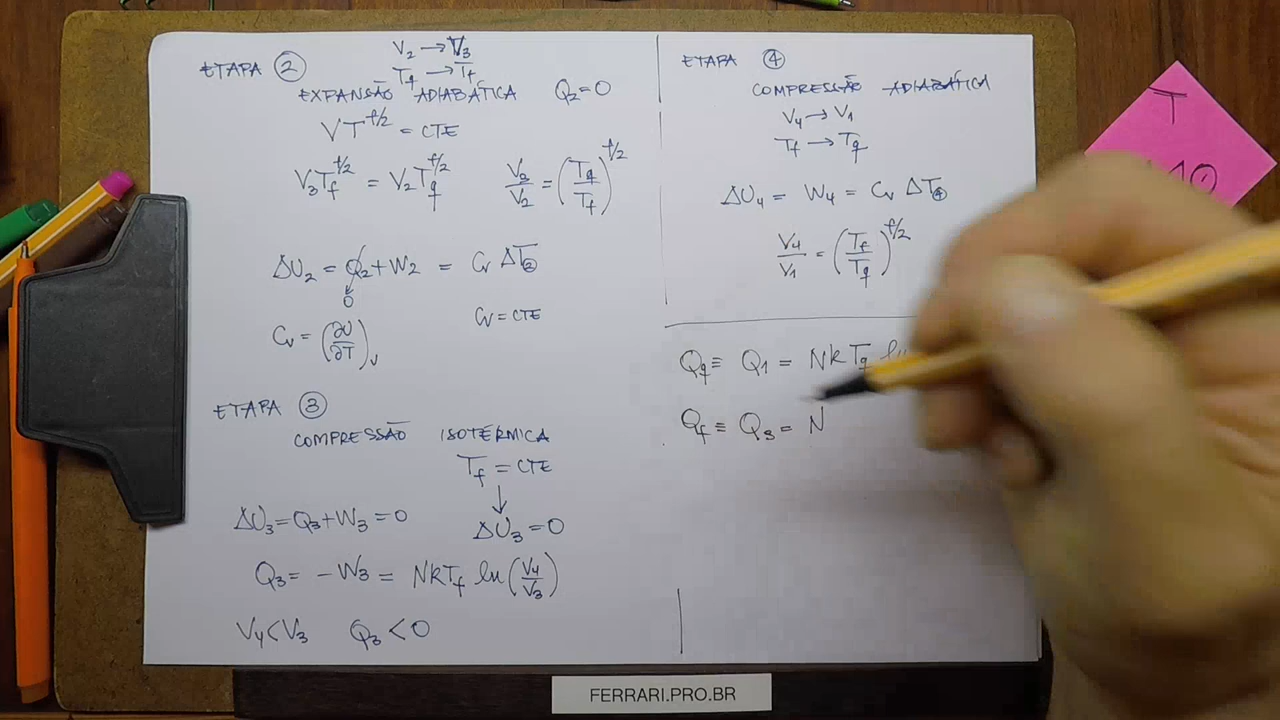 ETAPA ②
V₂ → V₃
T_q → T_f
EXPANSÃO ADIABÁTICA Q₂=0
VT^{f/2} = CTE
V₃T_f^{f/2} = V₂T_q^{f/2} V₃/V₂ = (T_q/T_f)^{f/2}
ΔU₂ = Q₂+W₂ = C_V ΔT②
0
C_V = (∂U/∂T)_V C_V = CTE
ETAPA ③
COMPRESSÃO ISOTÉRMICA
T_f = CTE
↓
ΔU₃=Q₃+W₃=0 ΔU₃=0
Q₃= -W₃ = NkT_f ln(V₄/V₃)
V₄<V₃ Q₃<0
ETAPA ④
COMPRESSÃO ADIABÁTICA
V₄ → V₁
T_f → T_q
ΔU₄ = W₄ = C_V ΔT④
V₄/V₁ = (T_f/T_q)^{f/2}
Q_q ≡ Q₁ = NkT_q ln
Q_f ≡ Q₃ = N
T
FERRARI.PRO.BR